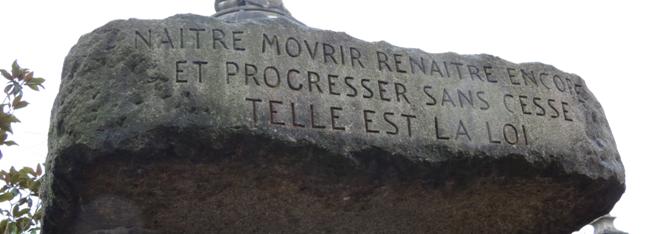 NAITRE MOVRIR RENAITRE ENCORE
ET PROGRESSER SANS CESSE
TELLE EST LA LOI